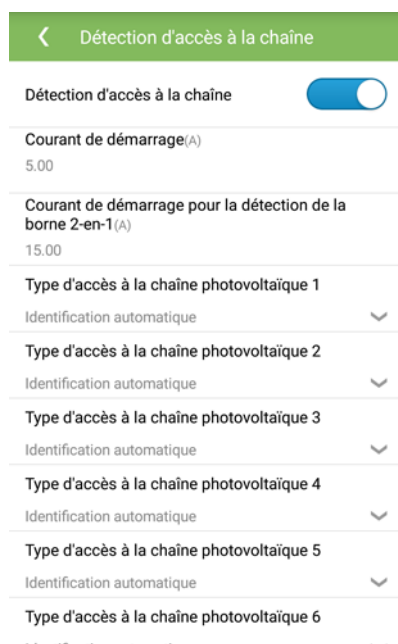 Détection d'accès à la chaîne
Détection d'accès à la chaîne
Courant de démarrage(A)
5.00
Courant de démarrage pour la détection de la
borne 2-en-1(A)
15.00
Type d'accès à la chaîne photovoltaïque 1
Identification automatique
Type d'accès à la chaîne photovoltaïque 2
Identification automatique
Type d'accès à la chaîne photovoltaïque 3
Identification automatique
Type d'accès à la chaîne photovoltaïque 4
Identification automatique
Type d'accès à la chaîne photovoltaïque 5
Identification automatique
Type d'accès à la chaîne photovoltaïque 6